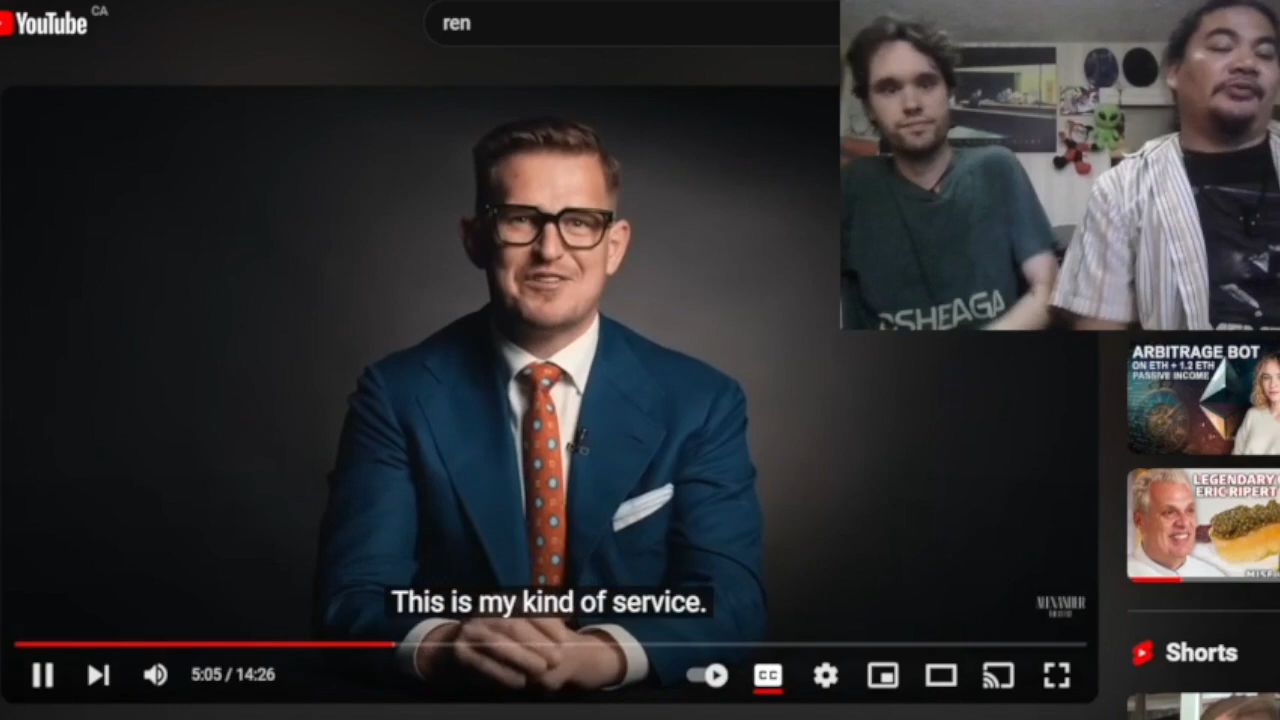 YouTube CA
ren
SHEAGA
ARBITRAGE BOT
ON ETH + 1.2 ETH
PASSIVE INCOME
LEGENDARY
ERIC RIPERT
This is my kind of service.
ALEXANDER
5:05 / 14:26
CC
Shorts